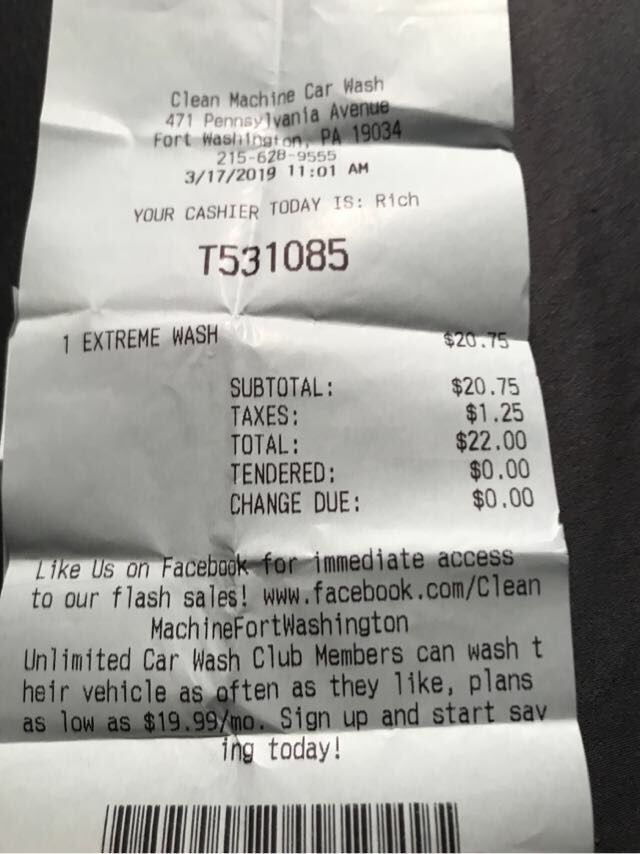 Clean Machine Car Wash
471 Pennsylvania Avenue
Fort Washington, PA 19034
215-628-9555
3/17/2019 11:01 AM
YOUR CASHIER TODAY IS: Rich
T531085
1 EXTREME WASH $20.75
SUBTOTAL: $20.75
TAXES: $1.25
TOTAL: $22.00
TENDERED: $0.00
CHANGE DUE: $0.00
Like Us on Facebook for immediate access
to our flash sales! www.facebook.com/Clean
MachineFortWashington
Unlimited Car Wash Club Members can wash t
heir vehicle as often as they like, plans
as low as $19.99/mo. Sign up and start sav
ing today!